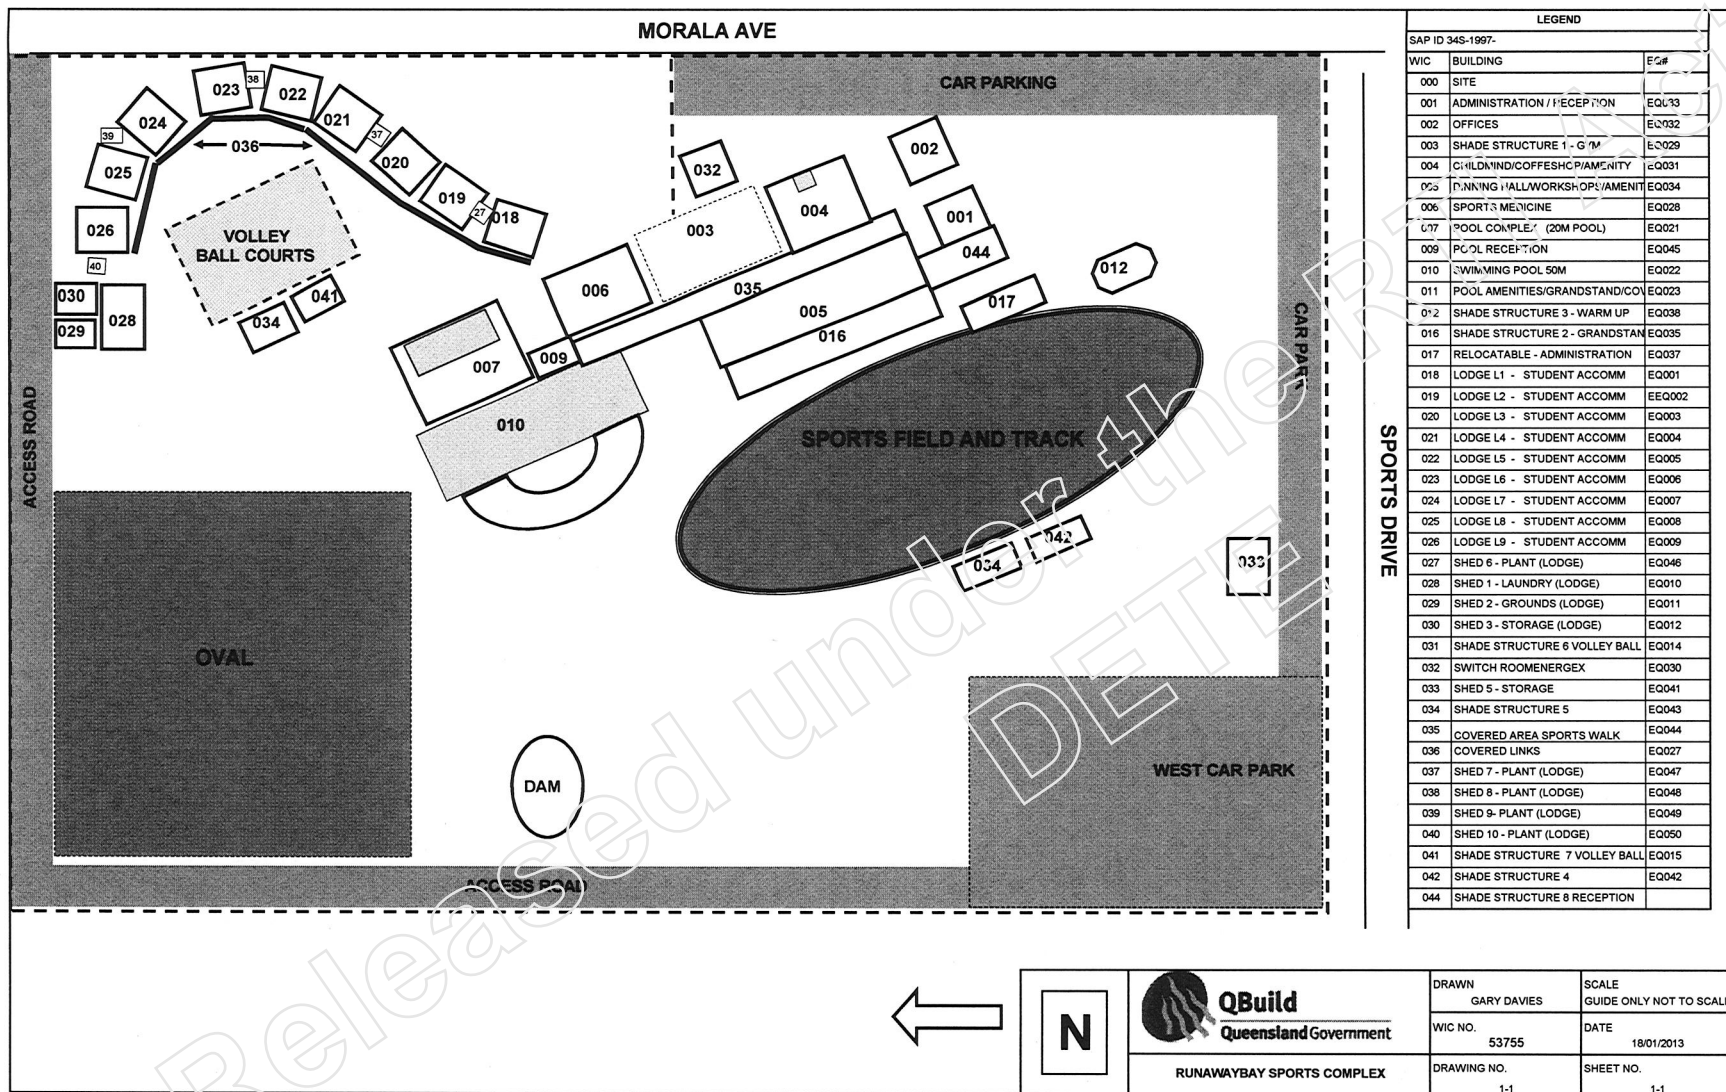 MORALA AVE
CAR PARKING
023
38
022
024
021
39
37
036
020
025
002
032
019
004
27
018
026
001
VOLLEY
BALL COURTS
003
044
40
012
030
041
006
035
017
028
034
005
029
016
009
007
CAR PARK
010
SPORTS FIELD AND TRACK
ACCESS ROAD
SPORTS DRIVE
042
034
033
OVAL
WEST CAR PARK
DAM
ACCESS ROAD
LEGEND
SAP ID 34S-1997-
WIC BUILDING EQ#
000 SITE
001 ADMINISTRATION / RECEPTION EQ033
002 OFFICES EQ032
003 SHADE STRUCTURE 1 - GYM EQ029
004 CHILDMIND/COFFESHOP/AMENITY EQ031
005 DINNING HALL/WORKSHOPS/AMENIT EQ034
006 SPORTS MEDICINE EQ028
007 POOL COMPLEX (20M POOL) EQ021
009 POOL RECEPTION EQ045
010 SWIMMING POOL 50M EQ022
011 POOL AMENITIES/GRANDSTAND/COV EQ023
012 SHADE STRUCTURE 3 - WARM UP EQ038
016 SHADE STRUCTURE 2 - GRANDSTAN EQ035
017 RELOCATABLE - ADMINISTRATION EQ037
018 LODGE L1 - STUDENT ACCOMM EQ001
019 LODGE L2 - STUDENT ACCOMM EEQ002
020 LODGE L3 - STUDENT ACCOMM EQ003
021 LODGE L4 - STUDENT ACCOMM EQ004
022 LODGE L5 - STUDENT ACCOMM EQ005
023 LODGE L6 - STUDENT ACCOMM EQ006
024 LODGE L7 - STUDENT ACCOMM EQ007
025 LODGE L8 - STUDENT ACCOMM EQ008
026 LODGE L9 - STUDENT ACCOMM EQ009
027 SHED 6 - PLANT (LODGE) EQ046
028 SHED 1 - LAUNDRY (LODGE) EQ010
029 SHED 2 - GROUNDS (LODGE) EQ011
030 SHED 3 - STORAGE (LODGE) EQ012
031 SHADE STRUCTURE 6 VOLLEY BALL EQ014
032 SWITCH ROOMENERGEX EQ030
033 SHED 5 - STORAGE EQ041
034 SHADE STRUCTURE 5 EQ043
035 COVERED AREA SPORTS WALK EQ044
036 COVERED LINKS EQ027
037 SHED 7 - PLANT (LODGE) EQ047
038 SHED 8 - PLANT (LODGE) EQ048
039 SHED 9- PLANT (LODGE) EQ049
040 SHED 10 - PLANT (LODGE) EQ050
041 SHADE STRUCTURE 7 VOLLEY BALL EQ015
042 SHADE STRUCTURE 4 EQ042
044 SHADE STRUCTURE 8 RECEPTION
Released under the RTI Act
DETE
N
QBuild
Queensland Government
RUNAWAYBAY SPORTS COMPLEX
DRAWN
GARY DAVIES
SCALE
GUIDE ONLY NOT TO SCALE
WIC NO.
53755
DATE
18/01/2013
DRAWING NO.
1-1
SHEET NO.
1-1